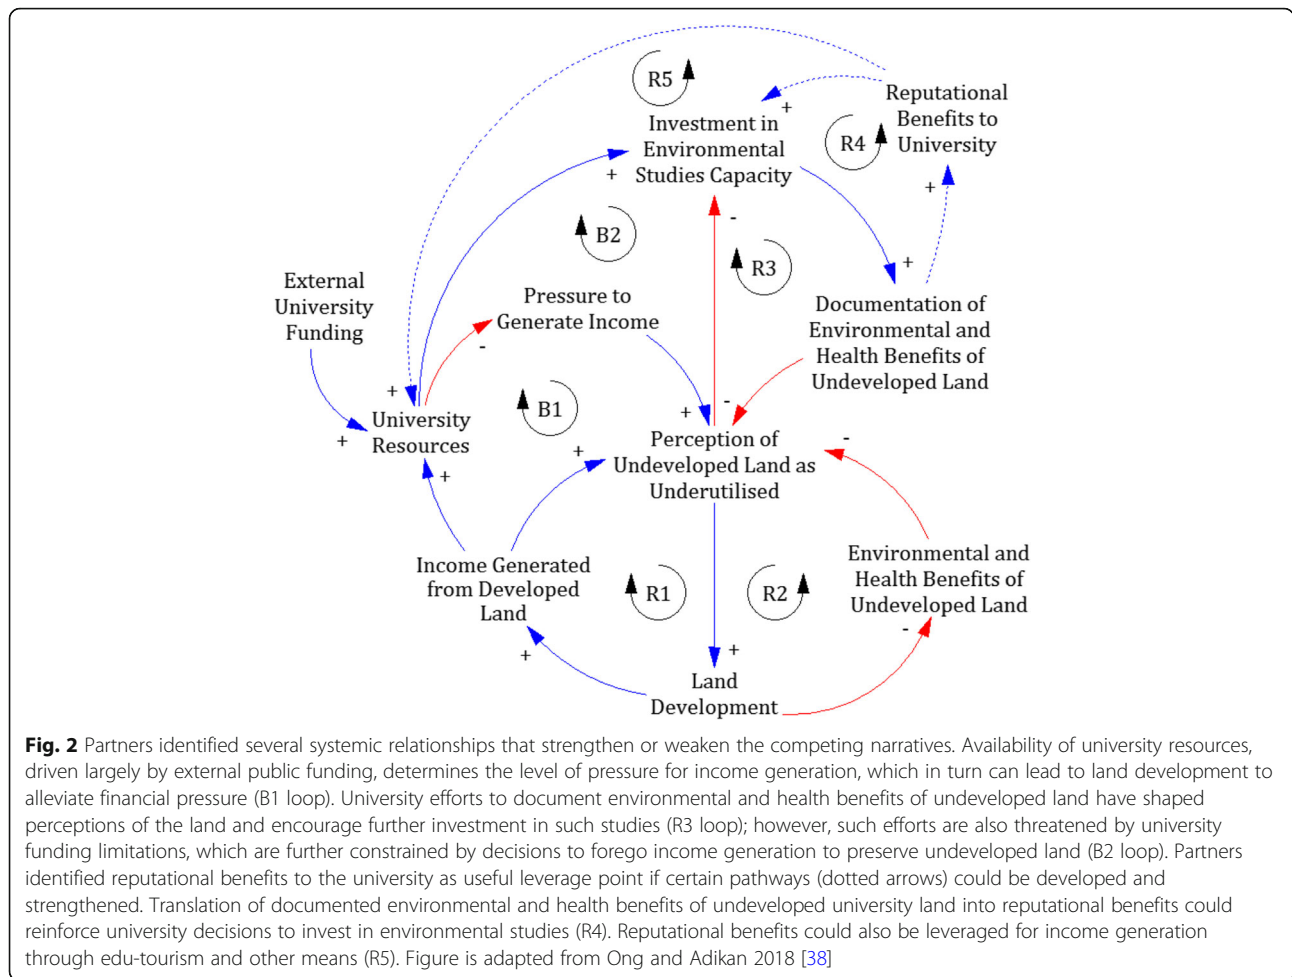 R5
Reputational
Benefits to
University
+
Investment in
Environmental
Studies Capacity
R4
+
+
-
B2
R3
+
External
University
Funding
Pressure to
Generate Income
Documentation of
Environmental and
Health Benefits of
Undeveloped Land
-
+
B1
-
+
University
Resources
+
+
+
Perception of
Undeveloped Land as
Underutilised
-
Income Generated
from Developed
Land
R1
R2
Environmental and
Health Benefits of
Undeveloped Land
-
+
+
Land
Development
Fig. 2 Partners identified several systemic relationships that strengthen or weaken the competing narratives. Availability of university resources,
driven largely by external public funding, determines the level of pressure for income generation, which in turn can lead to land development to
alleviate financial pressure (B1 loop). University efforts to document environmental and health benefits of undeveloped land have shaped
perceptions of the land and encourage further investment in such studies (R3 loop); however, such efforts are also threatened by university
funding limitations, which are further constrained by decisions to forego income generation to preserve undeveloped land (B2 loop). Partners
identified reputational benefits to the university as useful leverage point if certain pathways (dotted arrows) could be developed and
strengthened. Translation of documented environmental and health benefits of undeveloped university land into reputational benefits could
reinforce university decisions to invest in environmental studies (R4). Reputational benefits could also be leveraged for income generation
through edu-tourism and other means (R5). Figure is adapted from Ong and Adikan 2018 [38]